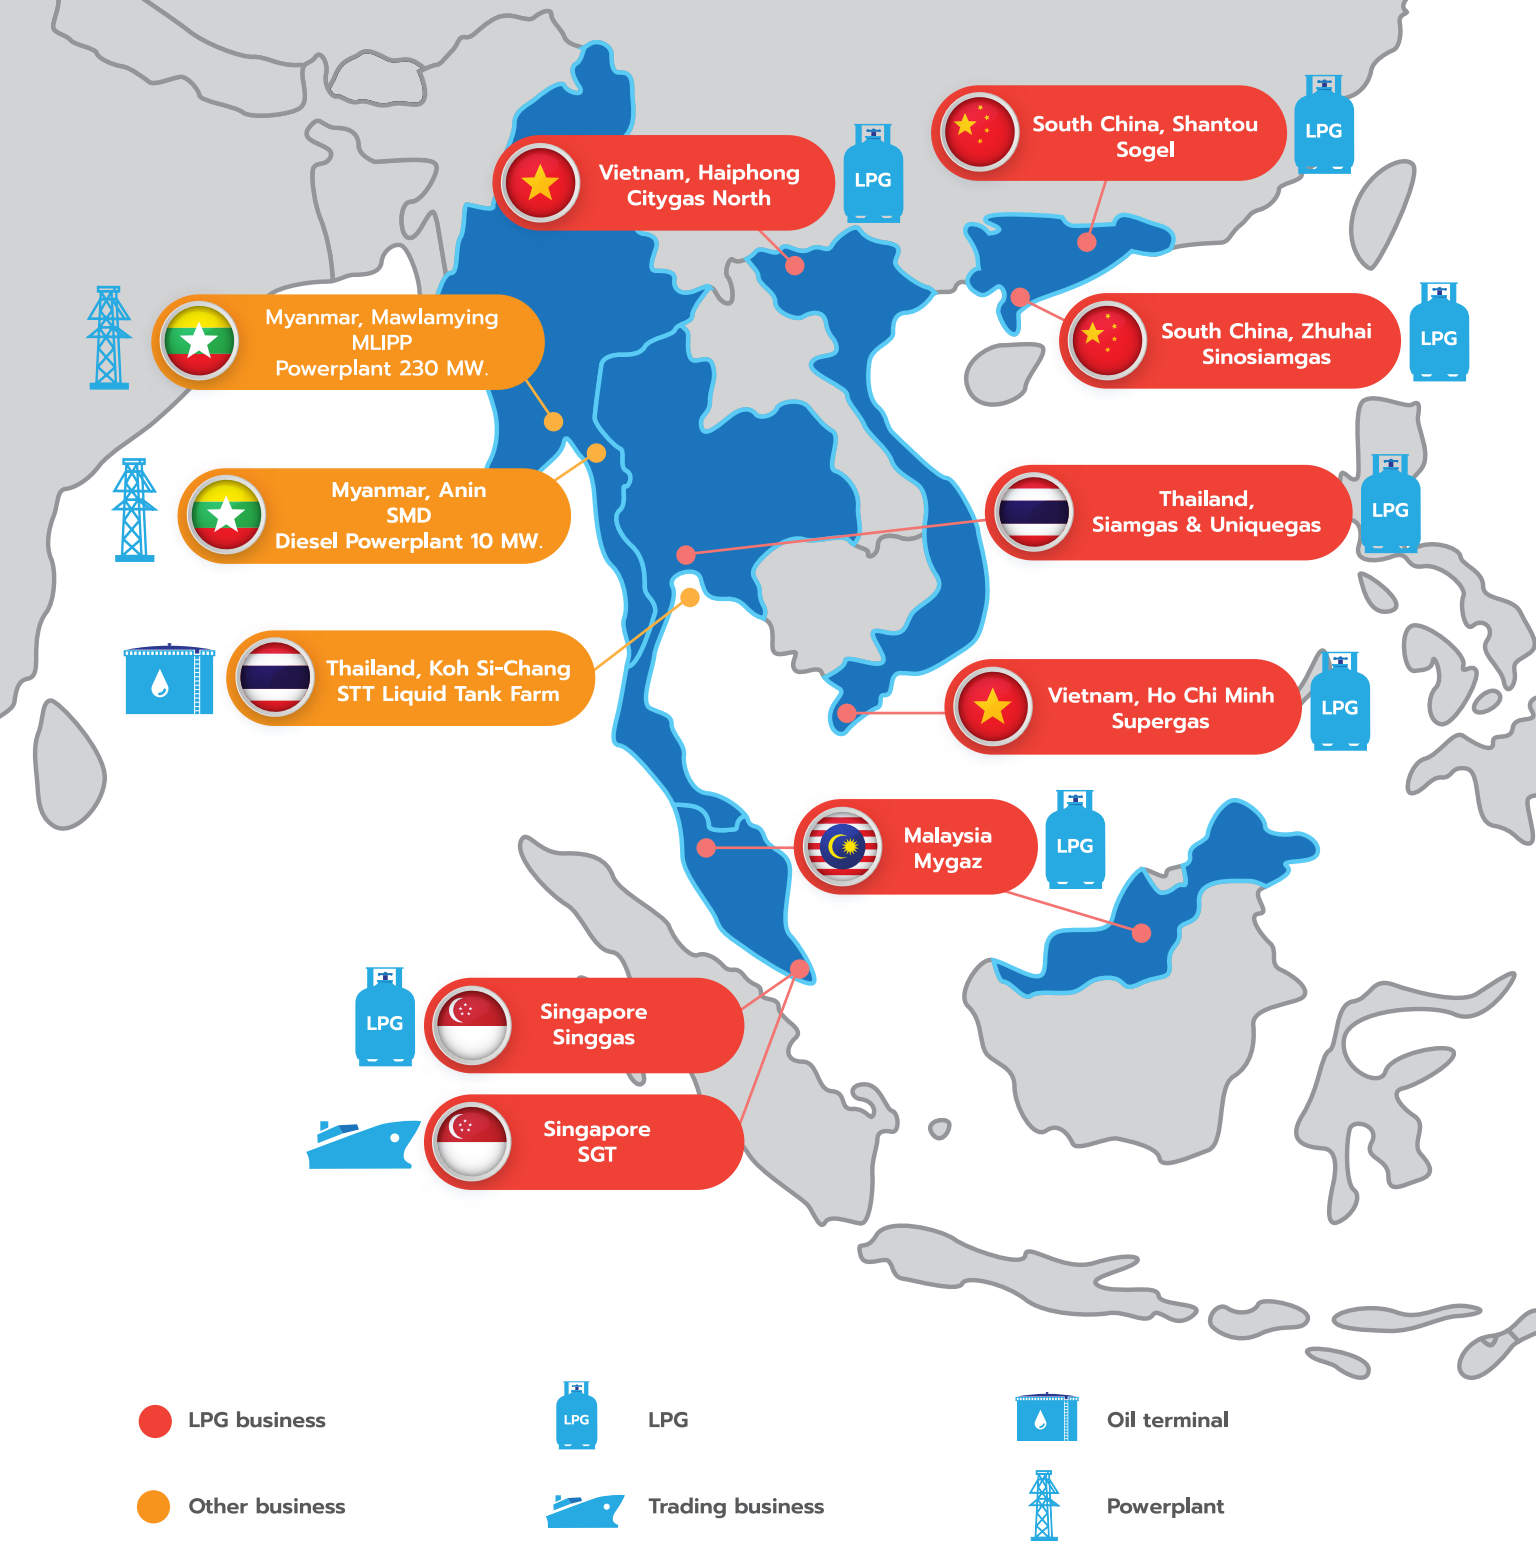 South China, Shantou
Sogel
LPG
Vietnam, Haiphong
Citygas North
LPG
Myanmar, Mawlamying
MLIPP
Powerplant 230 MW.
South China, Zhuhai
Sinosiamgas
LPG
Myanmar, Anin
SMD
Diesel Powerplant 10 MW.
Thailand,
Siamgas & Uniquegas
LPG
Thailand, Koh Si-Chang
STT Liquid Tank Farm
Vietnam, Ho Chi Minh
Supergas
LPG
Malaysia
Mygaz
LPG
LPG
Singapore
Singgas
Singapore
SGT
LPG business
LPG
LPG
Oil terminal
Other business
Trading business
Powerplant